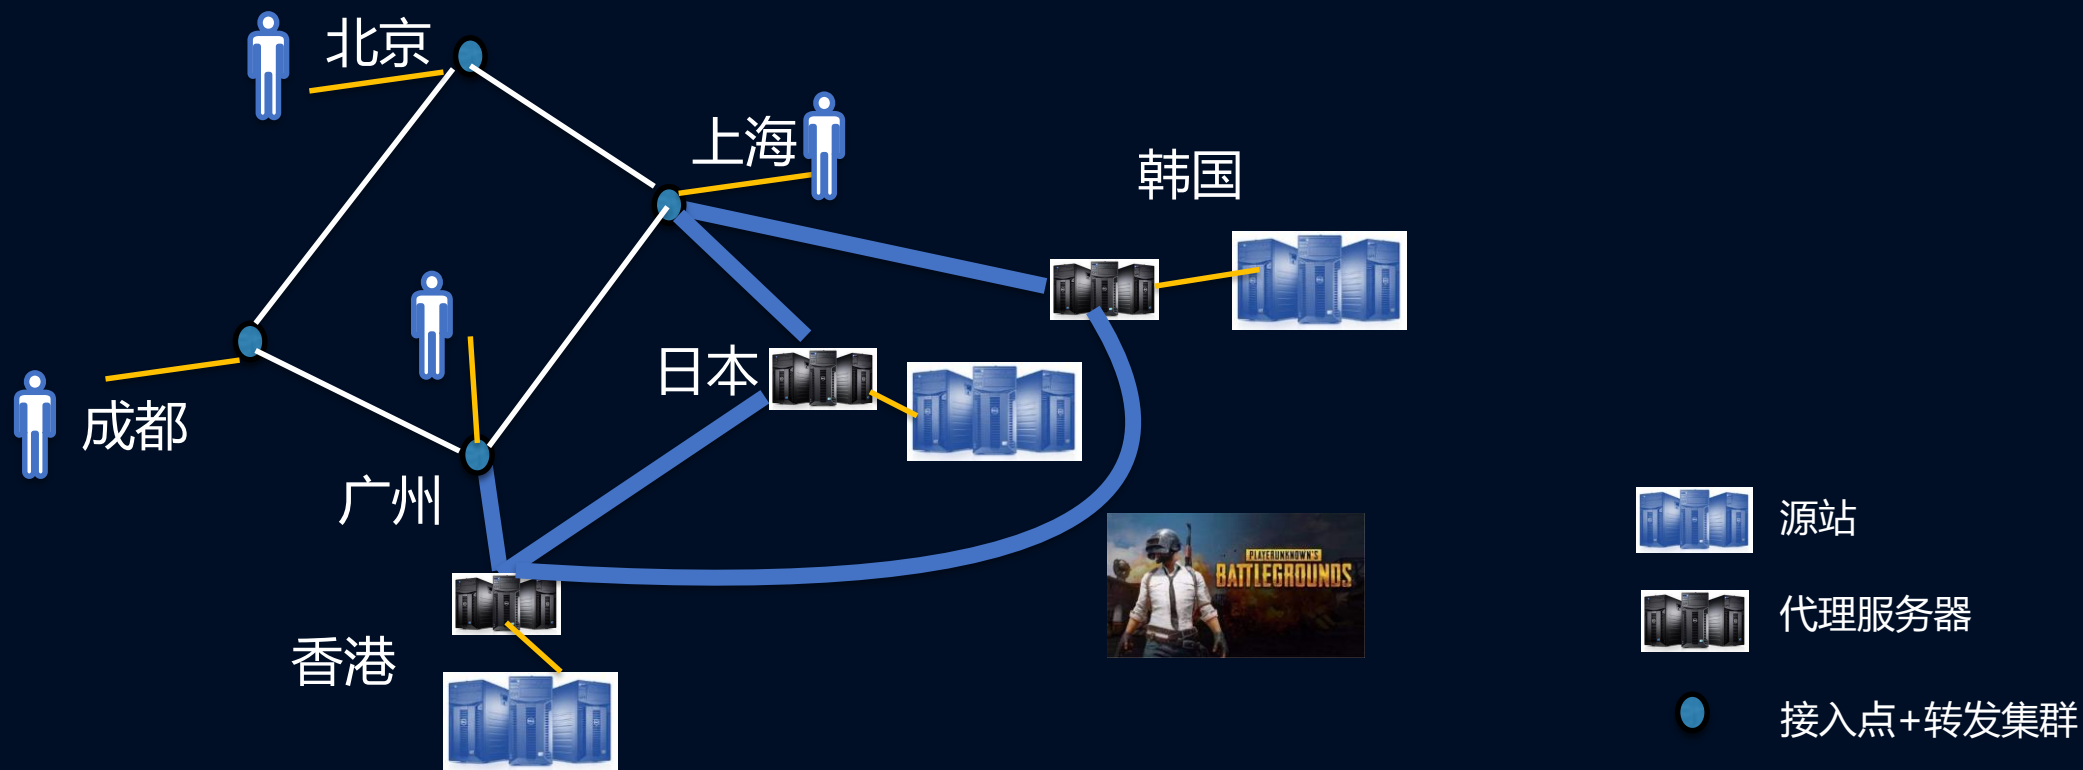 北京
上海
韩国
日本
成都
广州
香港
PLAYERUNKNOWN'S
BATTLEGROUNDS
源站
代理服务器
接入点+转发集群